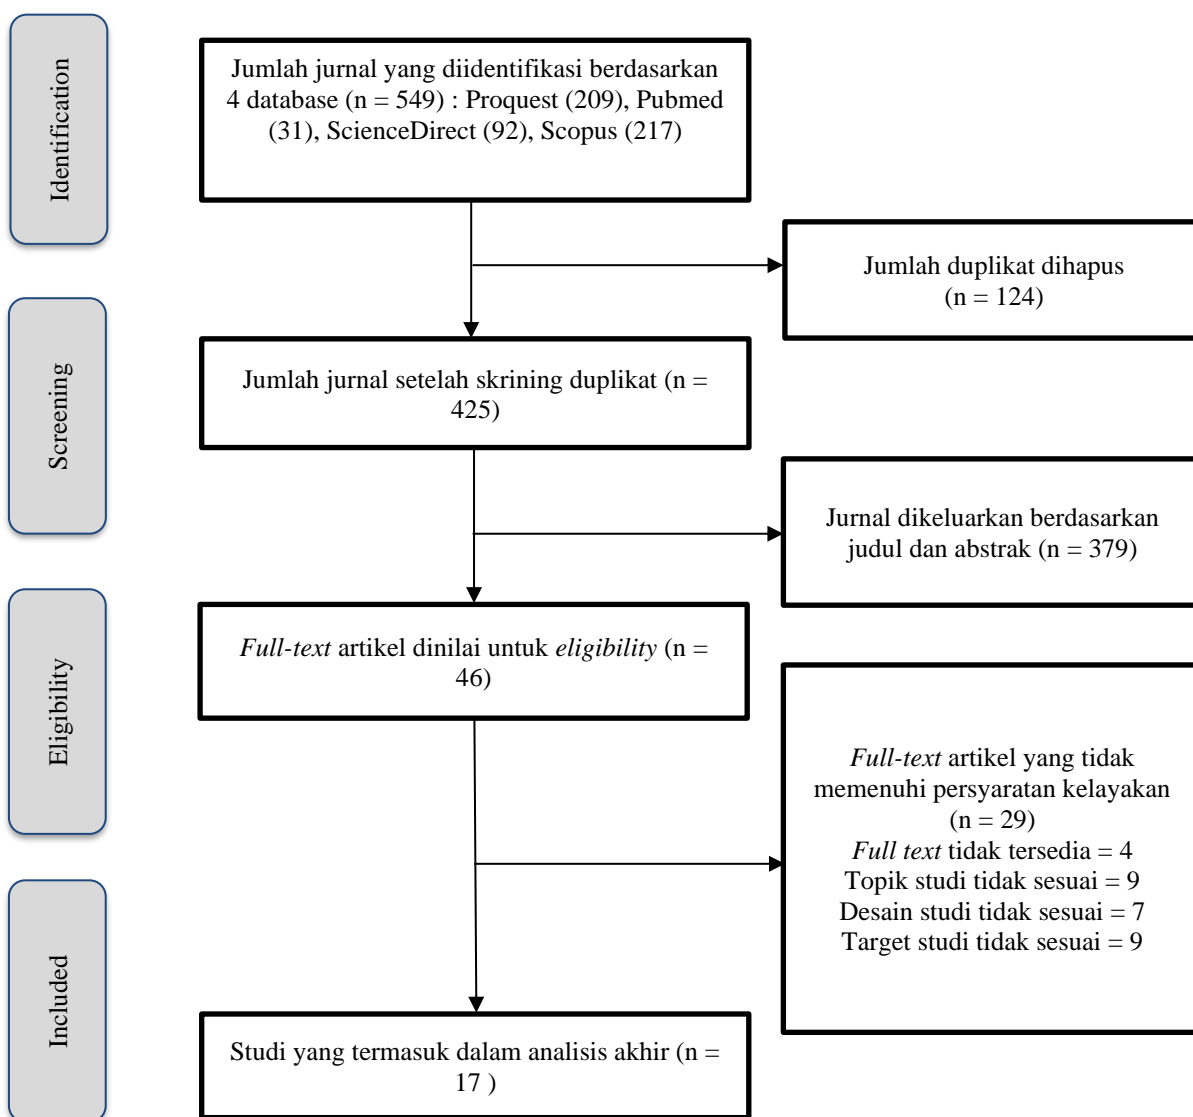 Identification
Jumlah jurnal yang diidentifikasi berdasarkan
4 database (n = 549) : Proquest (209), Pubmed
(31), ScienceDirect (92), Scopus (217)
Jumlah duplikat dihapus
(n = 124)
Screening
Jumlah jurnal setelah skrining duplikat (n =
425)
Jurnal dikeluarkan berdasarkan
judul dan abstrak (n = 379)
Eligibility
Full-text artikel dinilai untuk eligibility (n =
46)
Full-text artikel yang tidak
memenuhi persyaratan kelayakan
(n = 29)
Full text tidak tersedia = 4
Topik studi tidak sesuai = 9
Desain studi tidak sesuai = 7
Target studi tidak sesuai = 9
Included
Studi yang termasuk dalam analisis akhir (n =
17 )